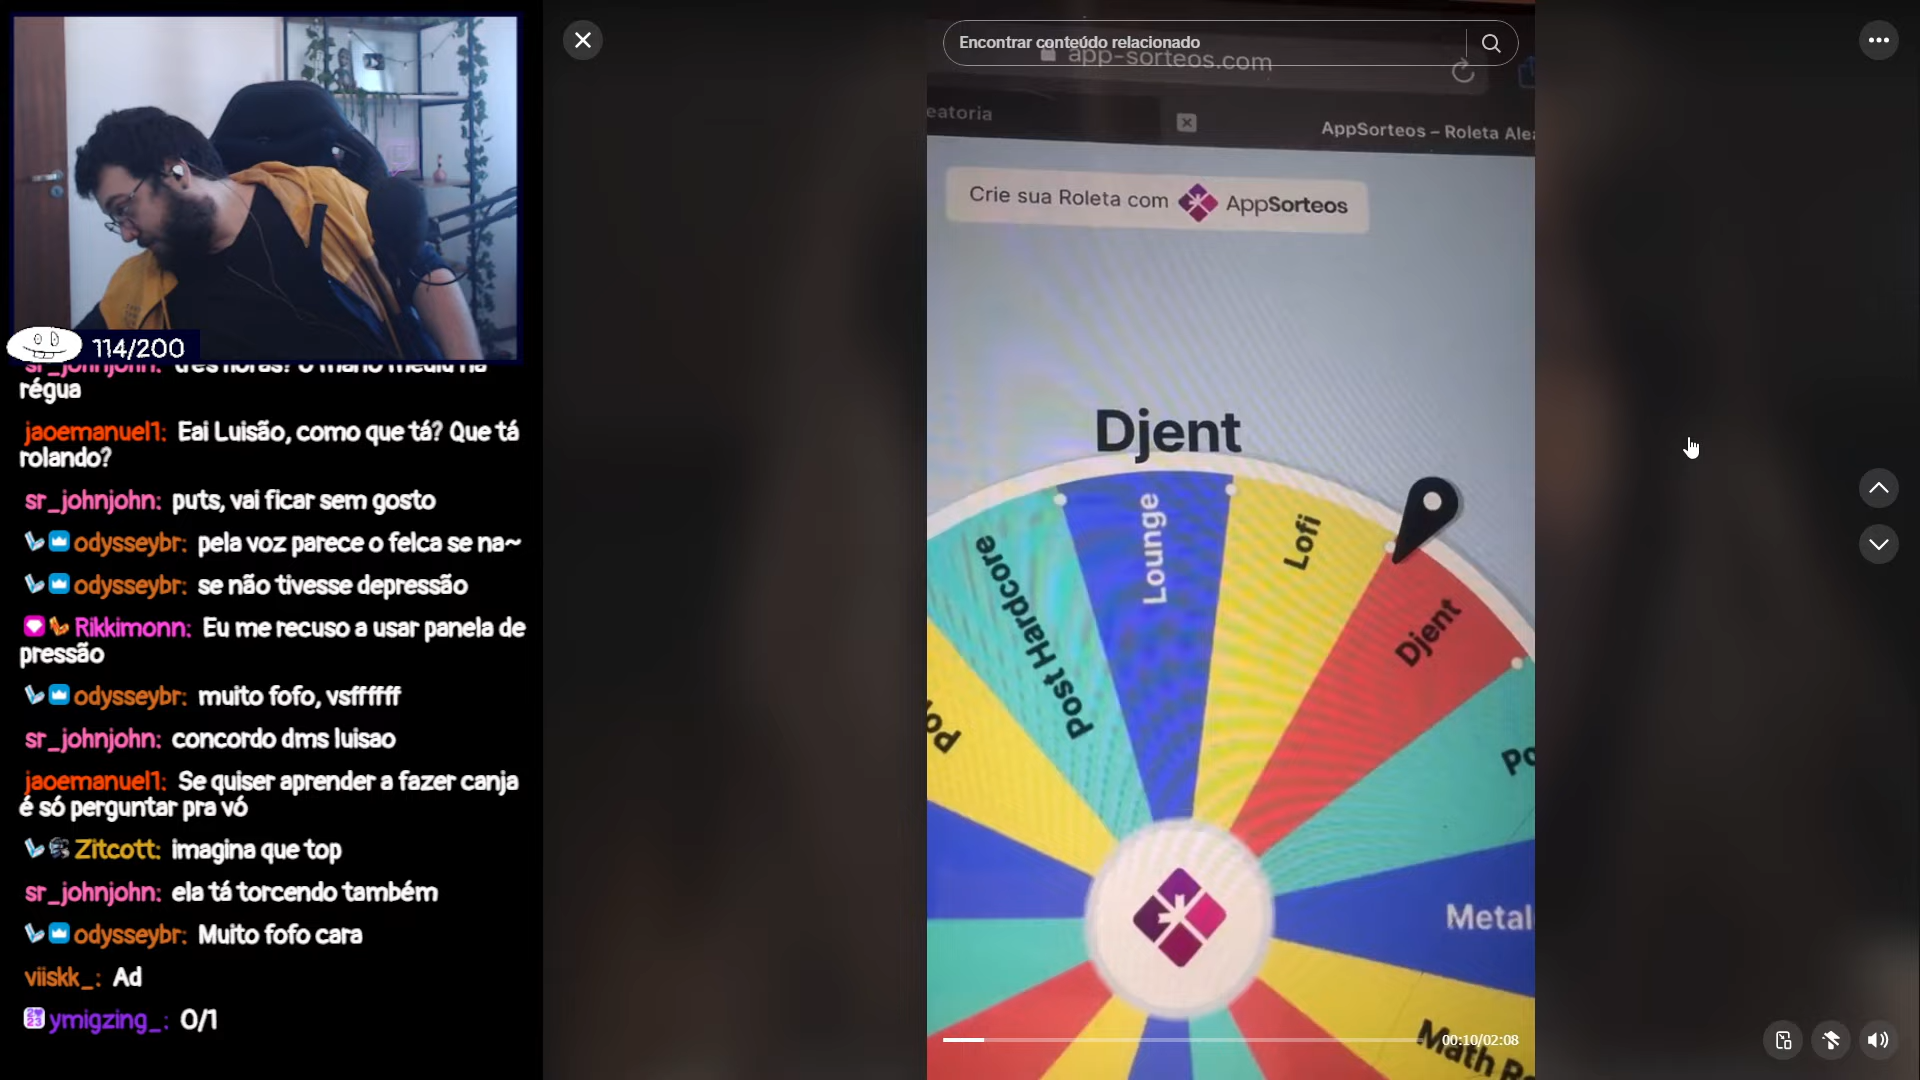 114/200
régua
jaoemanuel1: Eai Luisão, como que tá? Que tá
rolando?
sr_johnjohn: puts, vai ficar sem gosto
odysseybr: pela voz parece o felca se na~
odysseybr: se não tivesse depressão
Rikkimonn: Eu me recuso a usar panela de
pressão
odysseybr: muito fofo, vsffffff
sr_johnjohn: concordo dms luisao
jaoemanuel1: Se quiser aprender a fazer canja
é só perguntar pra vó
Zitcott: imagina que top
sr_johnjohn: ela tá torcendo também
odysseybr: Muito fofo cara
viiskk_: Ad
ymigzing_: 0/1
Encontrar conteúdo relacionado
app-sorteos.com
eatoria
AppSorteos – Roleta Alea
Crie sua Roleta com AppSorteos
Djent
Post Hardcore
Lounge
Lofi
Djent
Po
Metal
Math R
00:10/02:08